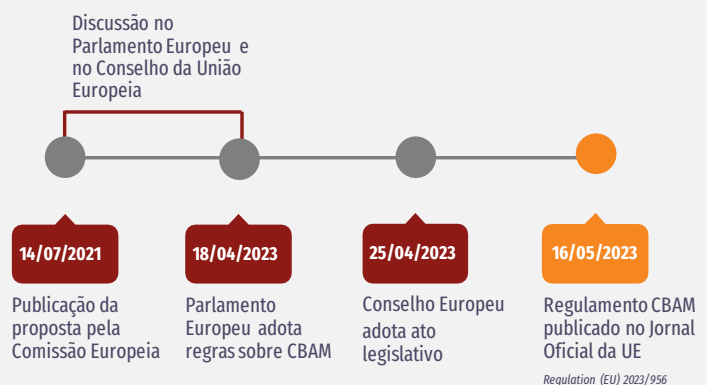 Discussão no
Parlamento Europeu e
no Conselho da União
Europeia
14/07/2021
Publicação da
proposta pela
Comissão Europeia
18/04/2023
Parlamento
Europeu adota
regras sobre CBAM
25/04/2023
Conselho Europeu
adota ato
legislativo
16/05/2023
Regulamento CBAM
publicado no Jornal
Oficial da UE
Regulation (EU) 2023/956